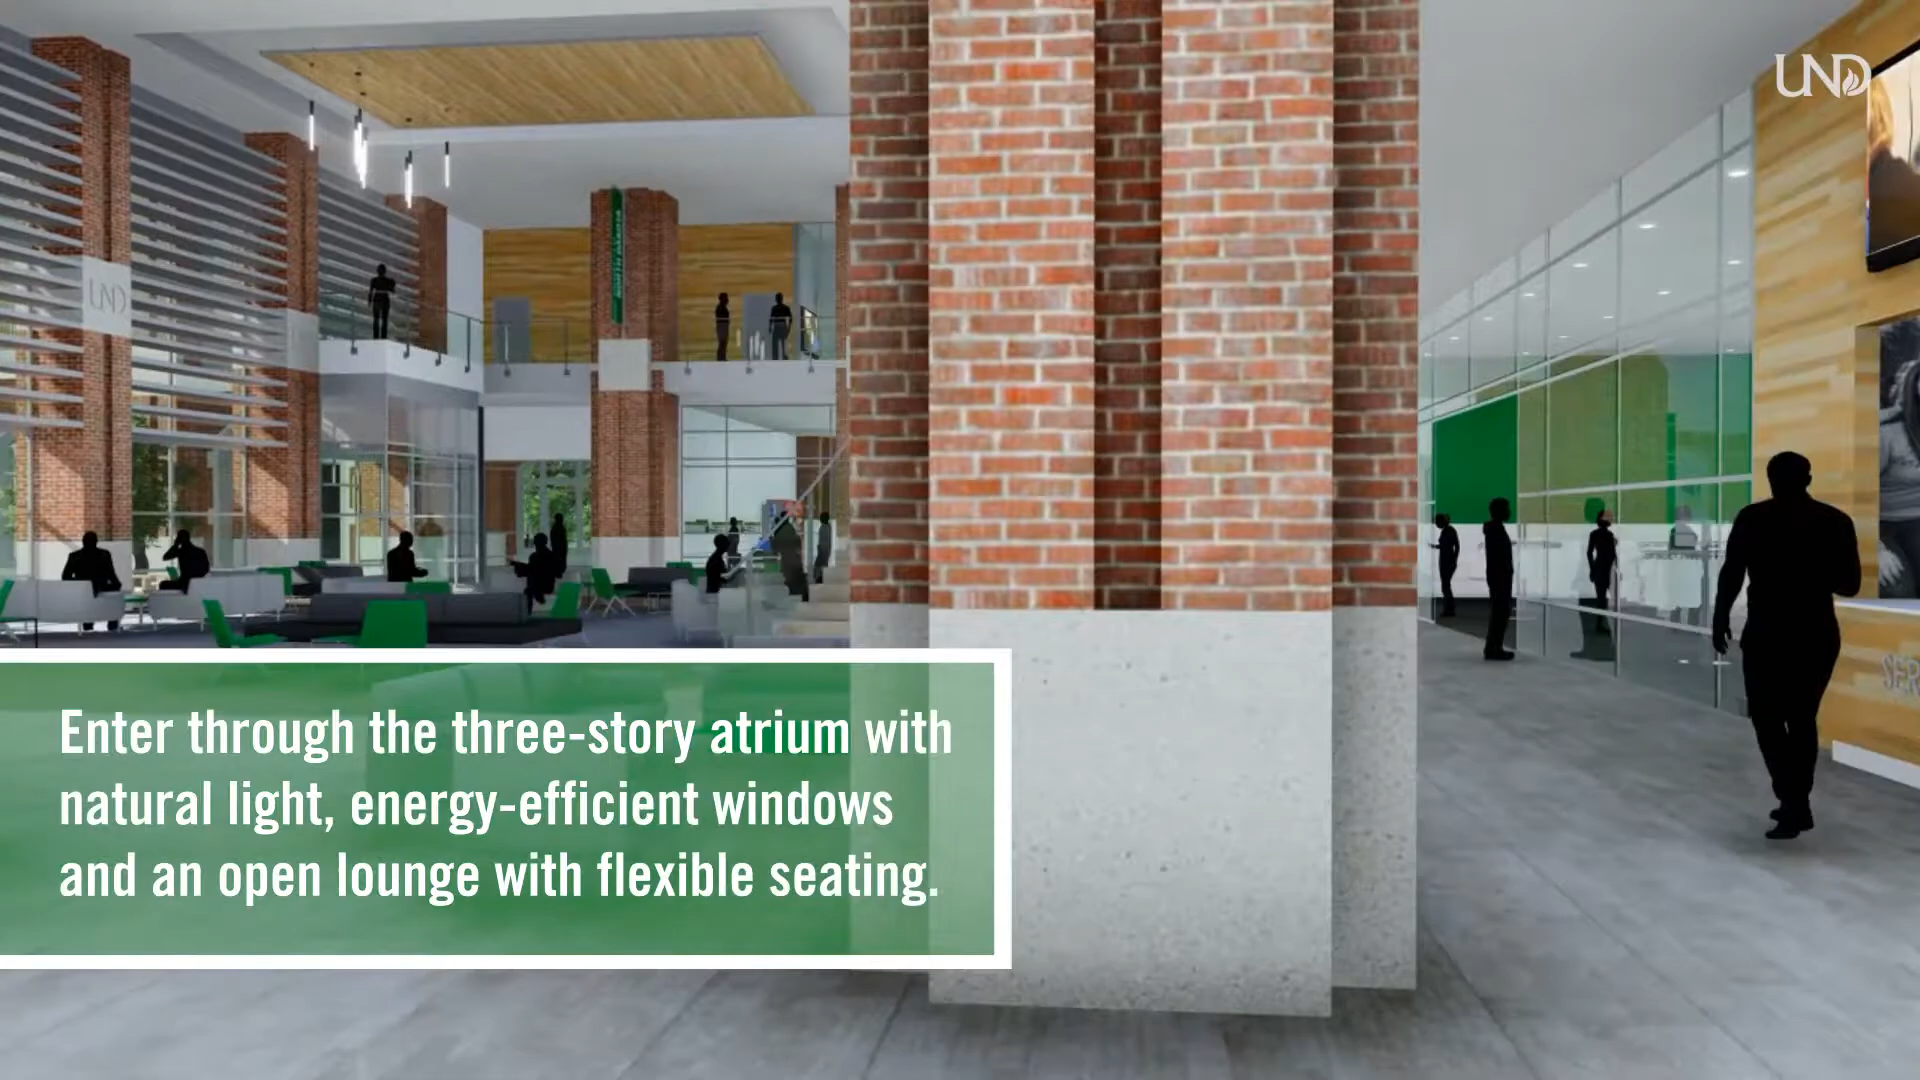 UND
UND
Enter through the three-story atrium with
natural light, energy-efficient windows
and an open lounge with flexible seating.